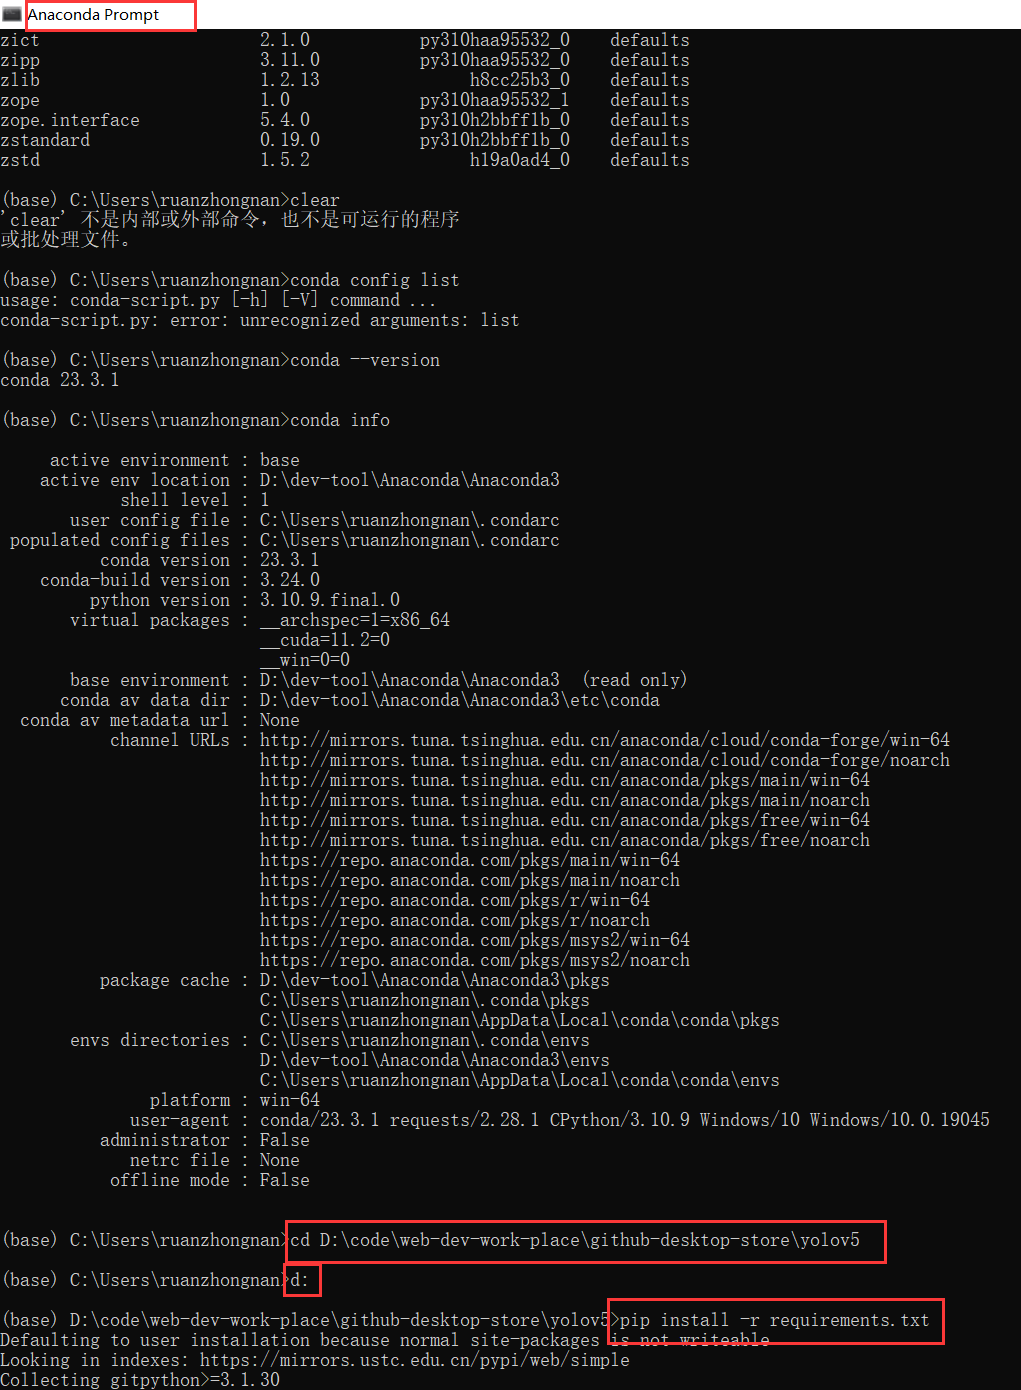 Anaconda Prompt
zict 2.1.0 py310haa95532_0 defaults
zipp 3.11.0 py310haa95532_0 defaults
zlib 1.2.13 h8cc25b3_0 defaults
zope 1.0 py310haa95532_1 defaults
zope.interface 5.4.0 py310h2bbff1b_0 defaults
zstandard 0.19.0 py310h2bbff1b_0 defaults
zstd 1.5.2 h19a0ad4_0 defaults
(base) C:\Users\ruanzhongnan>clear
'clear' 不是内部或外部命令，也不是可运行的程序
或批处理文件。
(base) C:\Users\ruanzhongnan>conda config list
usage: conda-script.py [-h] [-V] command ...
conda-script.py: error: unrecognized arguments: list
(base) C:\Users\ruanzhongnan>conda --version
conda 23.3.1
(base) C:\Users\ruanzhongnan>conda info
active environment : base
active env location : D:\dev-tool\Anaconda\Anaconda3
shell level : 1
user config file : C:\Users\ruanzhongnan\.condarc
populated config files : C:\Users\ruanzhongnan\.condarc
conda version : 23.3.1
conda-build version : 3.24.0
python version : 3.10.9.final.0
virtual packages : __archspec=1=x86_64
__cuda=11.2=0
__win=0=0
base environment : D:\dev-tool\Anaconda\Anaconda3 (read only)
conda av data dir : D:\dev-tool\Anaconda\Anaconda3\etc\conda
conda av metadata url : None
channel URLs : http://mirrors.tuna.tsinghua.edu.cn/anaconda/cloud/conda-forge/win-64
http://mirrors.tuna.tsinghua.edu.cn/anaconda/cloud/conda-forge/noarch
http://mirrors.tuna.tsinghua.edu.cn/anaconda/pkgs/main/win-64
http://mirrors.tuna.tsinghua.edu.cn/anaconda/pkgs/main/noarch
http://mirrors.tuna.tsinghua.edu.cn/anaconda/pkgs/free/win-64
http://mirrors.tuna.tsinghua.edu.cn/anaconda/pkgs/free/noarch
https://repo.anaconda.com/pkgs/main/win-64
https://repo.anaconda.com/pkgs/main/noarch
https://repo.anaconda.com/pkgs/r/win-64
https://repo.anaconda.com/pkgs/r/noarch
https://repo.anaconda.com/pkgs/msys2/win-64
https://repo.anaconda.com/pkgs/msys2/noarch
package cache : D:\dev-tool\Anaconda\Anaconda3\pkgs
C:\Users\ruanzhongnan\.conda\pkgs
C:\Users\ruanzhongnan\AppData\Local\conda\conda\pkgs
envs directories : C:\Users\ruanzhongnan\.conda\envs
D:\dev-tool\Anaconda\Anaconda3\envs
C:\Users\ruanzhongnan\AppData\Local\conda\conda\envs
platform : win-64
user-agent : conda/23.3.1 requests/2.28.1 CPython/3.10.9 Windows/10 Windows/10.0.19045
administrator : False
netrc file : None
offline mode : False
(base) C:\Users\ruanzhongnan>cd D:\code\web-dev-work-place\github-desktop-store\yolov5
(base) C:\Users\ruanzhongnan>d:
(base) D:\code\web-dev-work-place\github-desktop-store\yolov5>pip install -r requirements.txt
Defaulting to user installation because normal site-packages is not writeable
Looking in indexes: https://mirrors.ustc.edu.cn/pypi/web/simple
Collecting gitpython>=3.1.30